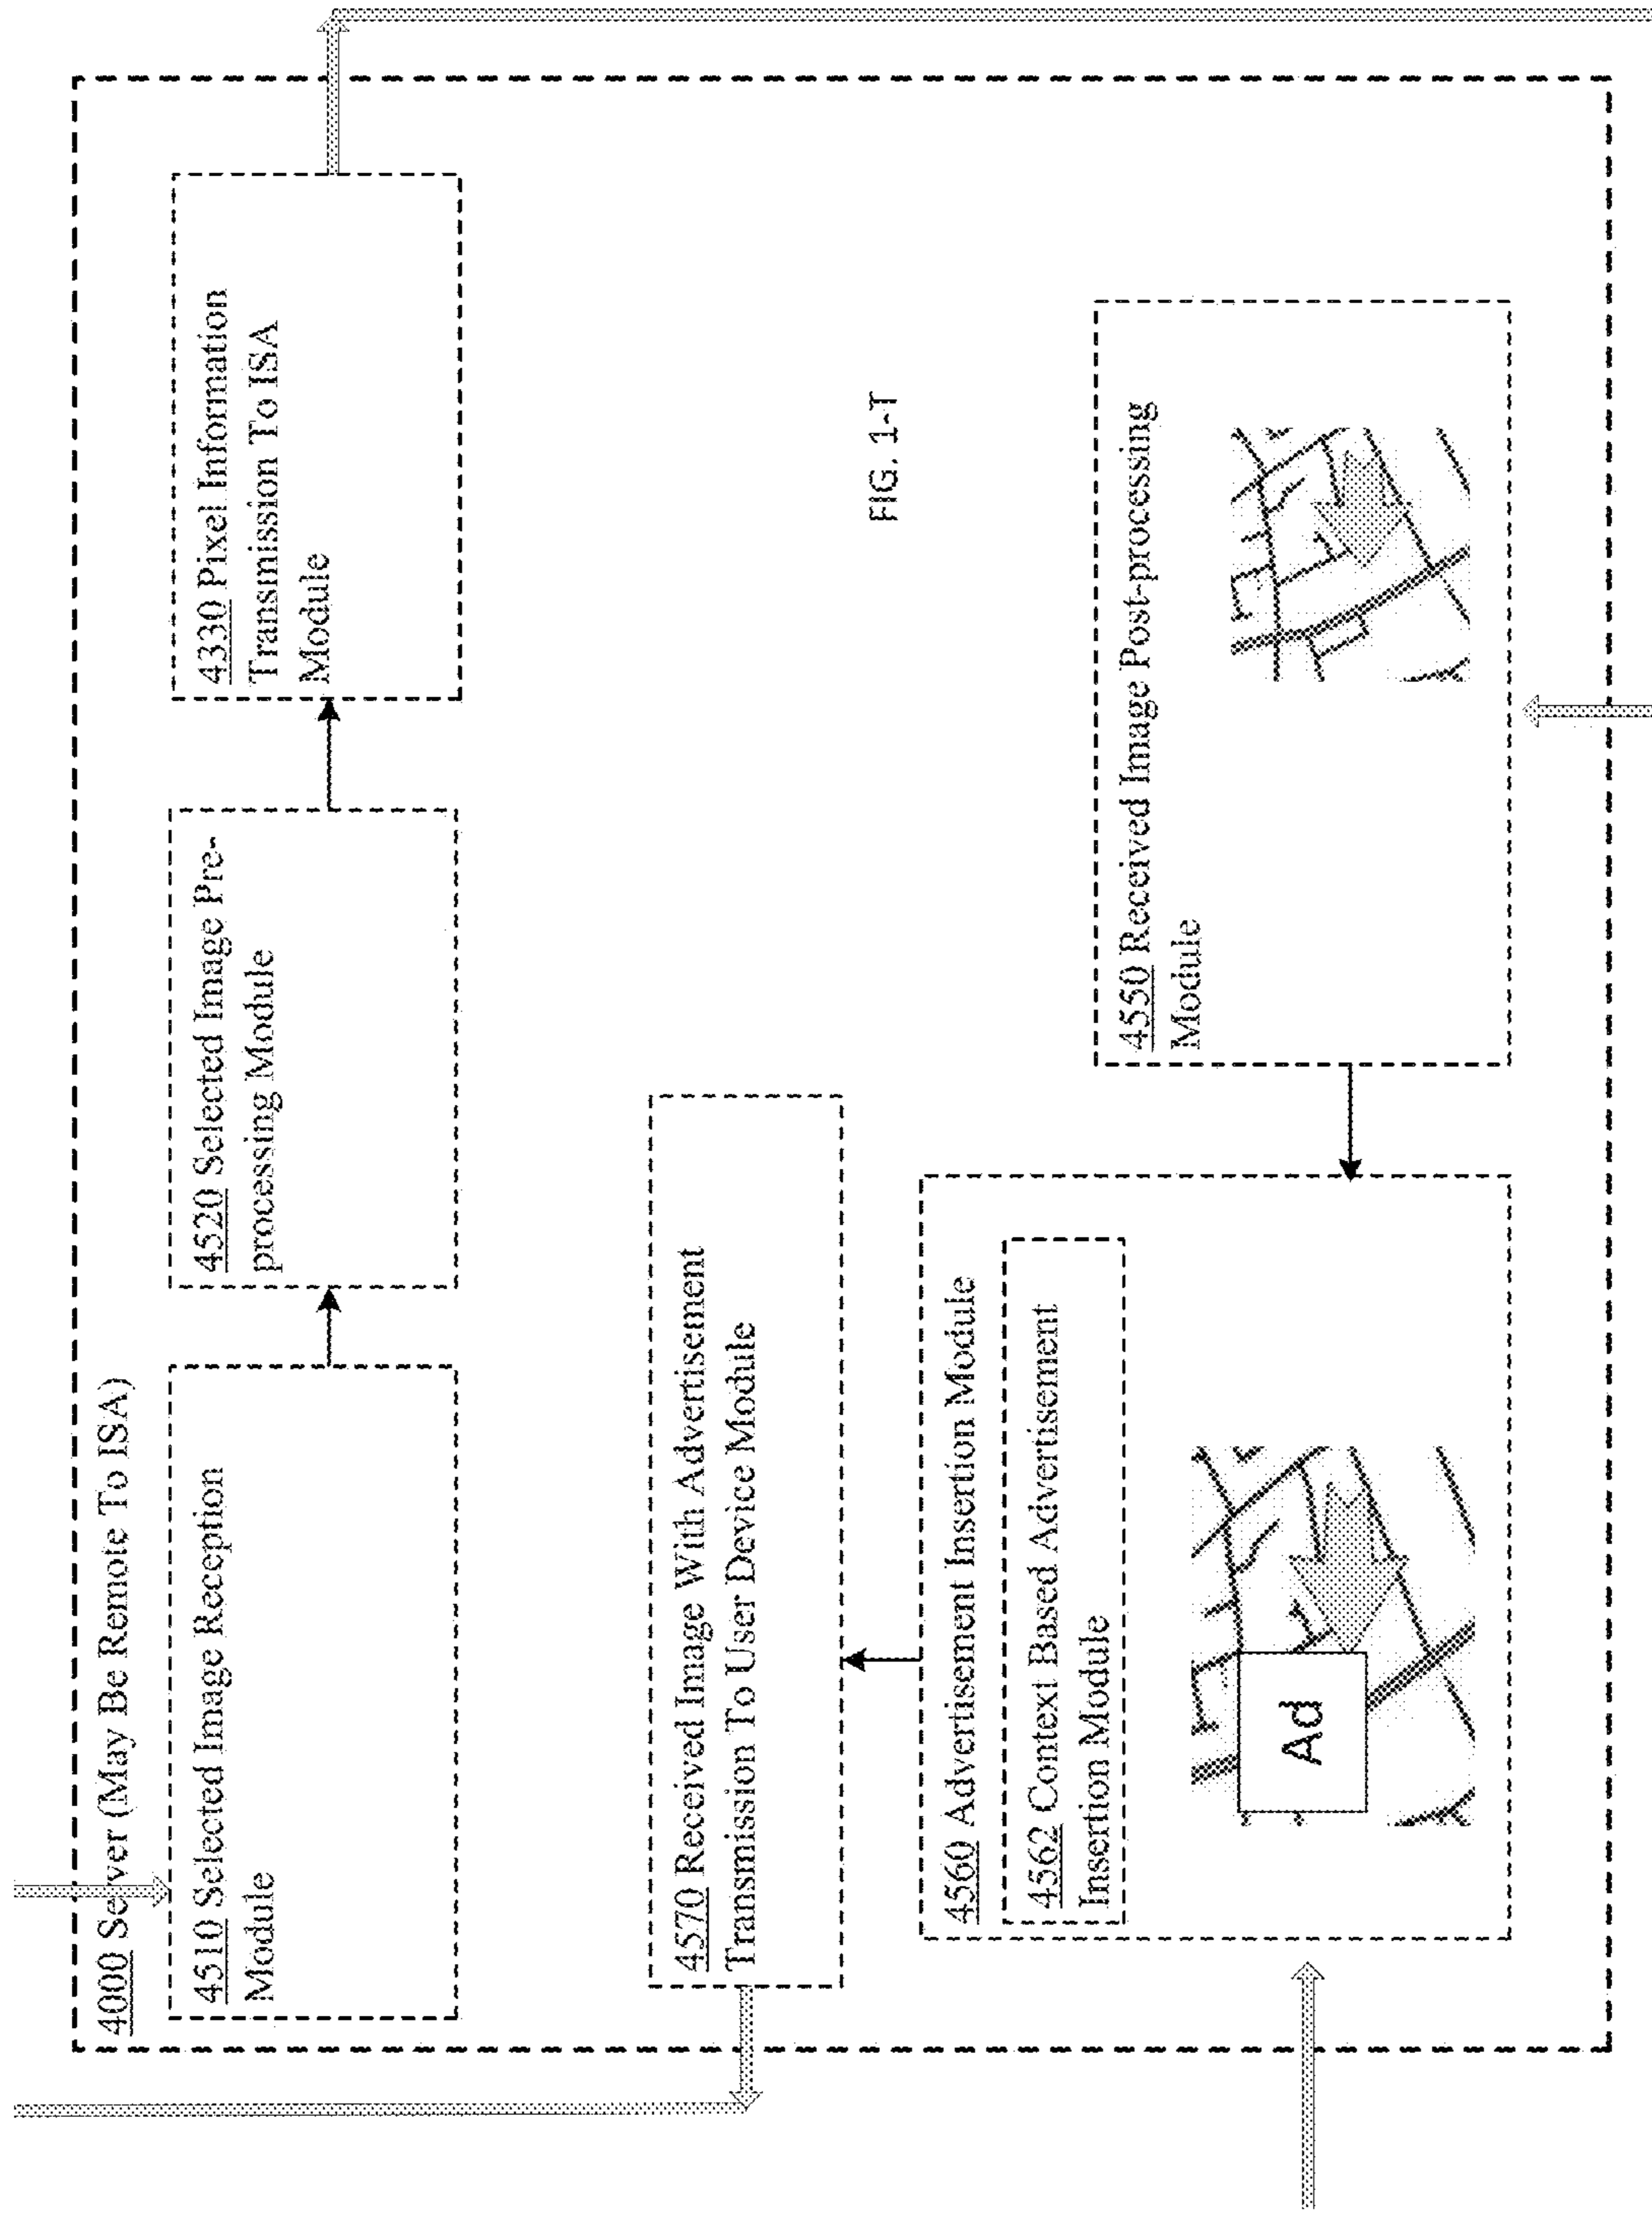 4000 Server (May Be Remote To ISA)
4510 Selected Image Reception
Module
4520 Selected Image Pre-
processing Module
4330 Pixel Information
Transmission To ISA
Module
4570 Received Image With Advertisement
Transmission To User Device Module
FIG. 1-T
4560 Advertisement Insertion Module
4562 Context Based Advertisement
Insertion Module
Ad
4550 Received Image Post-processing
Module